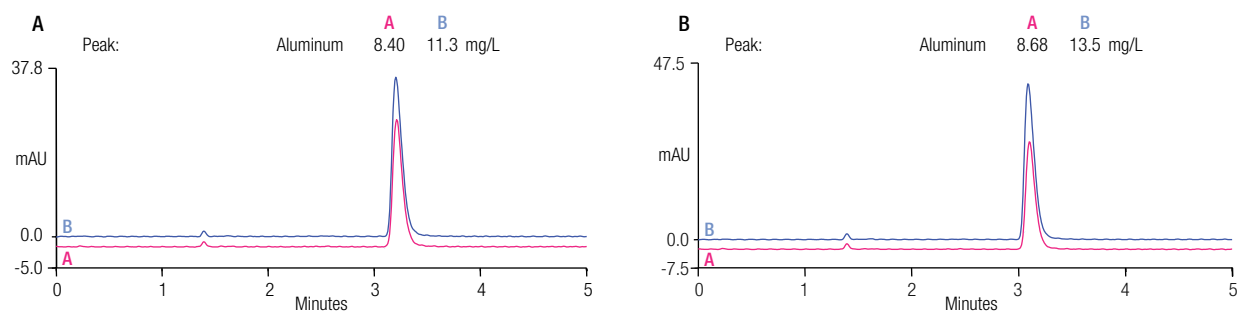 A
A B
Peak: Aluminum 8.40 11.3 mg/L
37.8
mAU
0.0
-5.0
B
A
0 1 2 3 4 5
Minutes
B
A B
Peak: Aluminum 8.68 13.5 mg/L
47.5
mAU
0.0
-7.5
B
A
0 1 2 3 4 5
Minutes